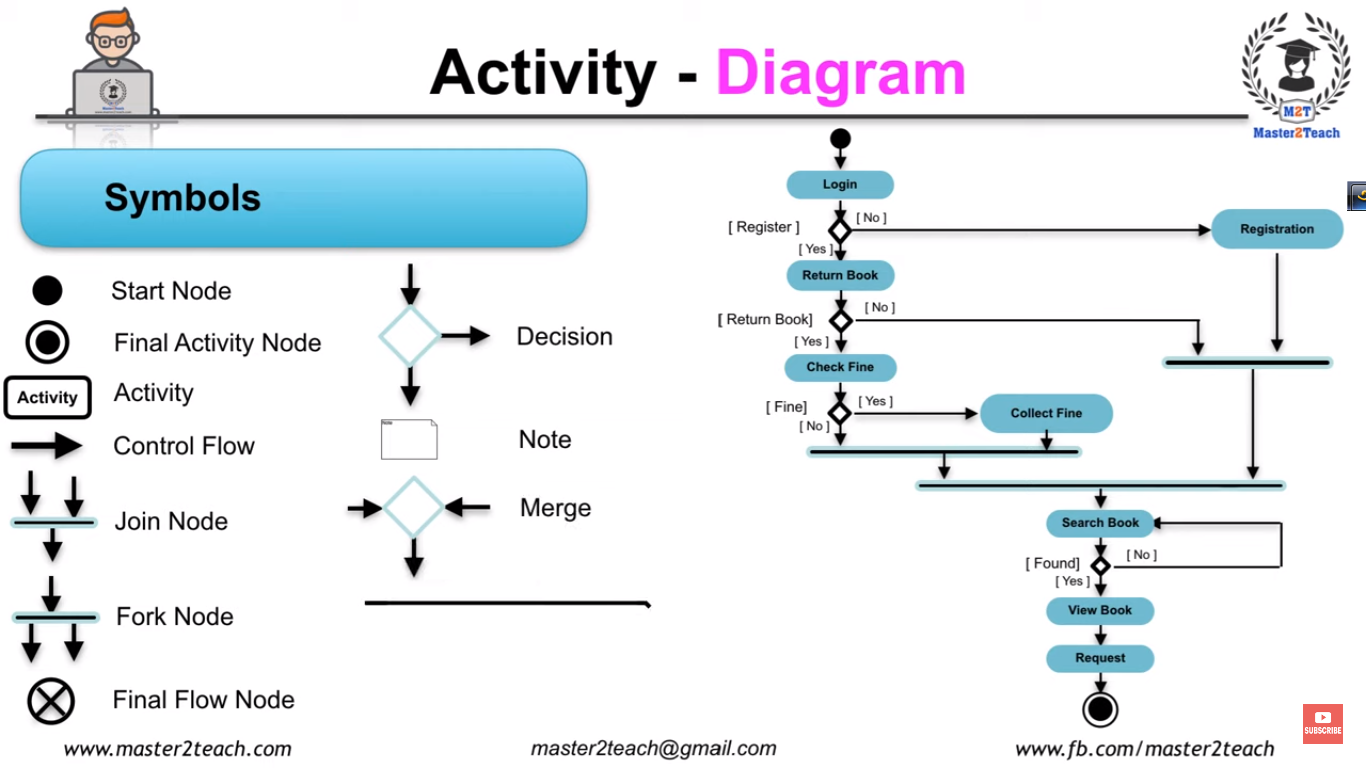 Activity - Diagram
M2T
Master2Teach
Symbols
Start Node
Final Activity Node
Activity
Activity
Control Flow
Join Node
Fork Node
Final Flow Node
Decision
Note
Note
Merge
Login
[ Register ]
[ No ]
Registration
[ Yes ]
Return Book
[ No ]
[ Return Book]
[ Yes ]
Check Fine
[ Fine]
[ Yes ]
Collect Fine
[ No ]
Search Book
[ No ]
[ Found]
[ Yes ]
View Book
Request
SUBSCRIBE
www.master2teach.com
master2teach@gmail.com
www.fb.com/master2teach